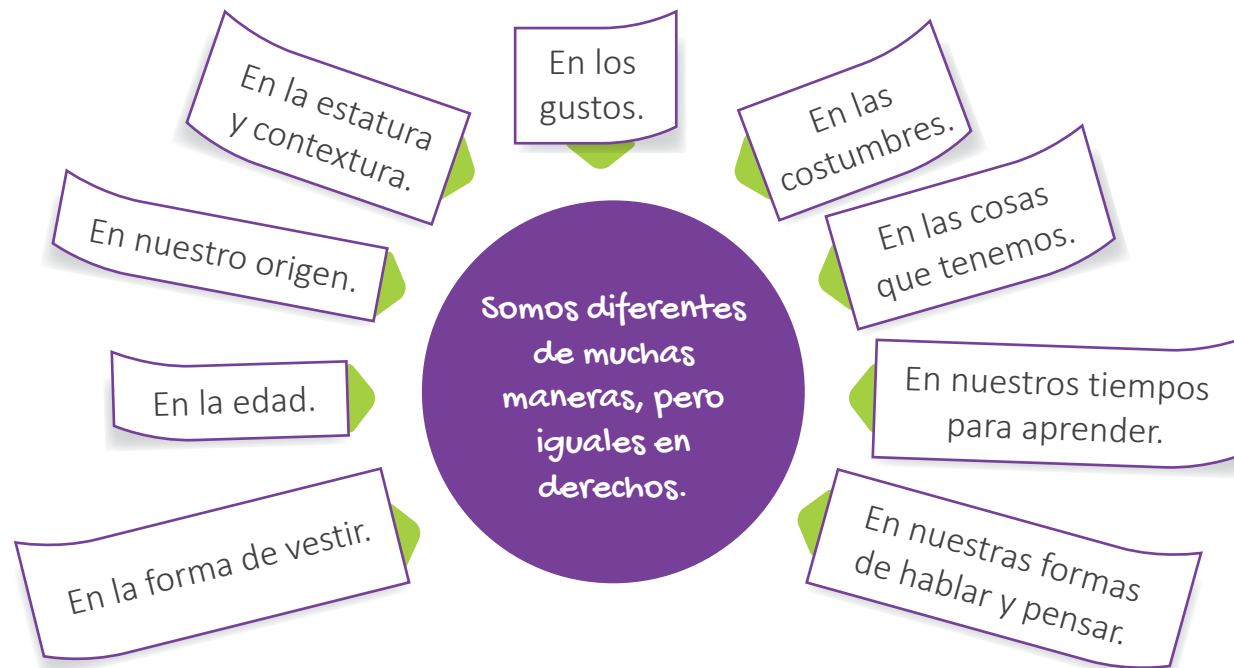 Somos diferentes
de muchas
maneras, pero
iguales en
derechos.
En la forma de vestir.
En la edad.
En nuestro origen.
En la estatura
y contextura.
En los
gustos.
En las
costumbres.
En las cosas
que tenemos.
En nuestros tiempos
para aprender.
En nuestras formas
de hablar y pensar.